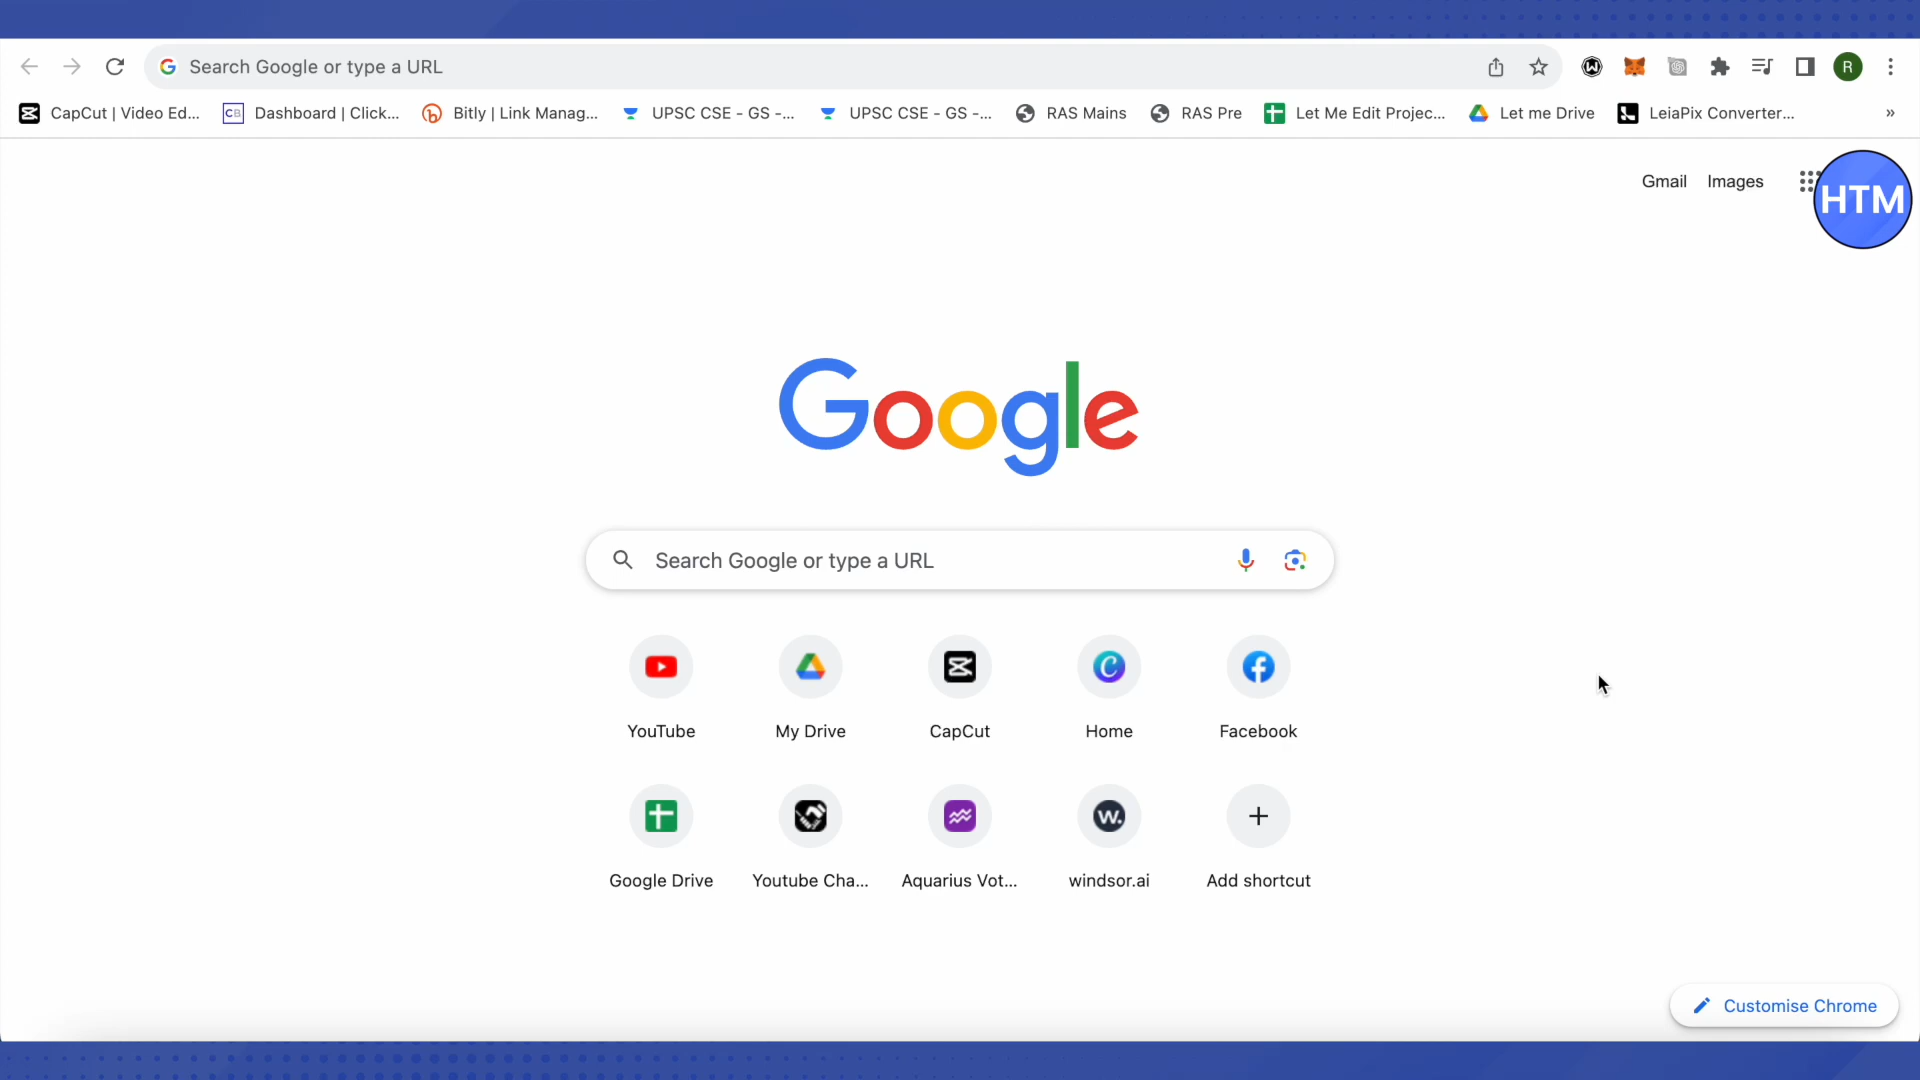 Search Google or type a URL
R
CapCut | Video Ed... Dashboard | Click... Bitly | Link Manag... UPSC CSE - GS -... UPSC CSE - GS -... RAS Mains RAS Pre Let Me Edit Projec... Let me Drive LeiaPix Converter... »
Gmail Images
HTM
Google
Search Google or type a URL
YouTube My Drive CapCut Home Facebook
Google Drive Youtube Cha... Aquarius Vot... windsor.ai Add shortcut
Customise Chrome